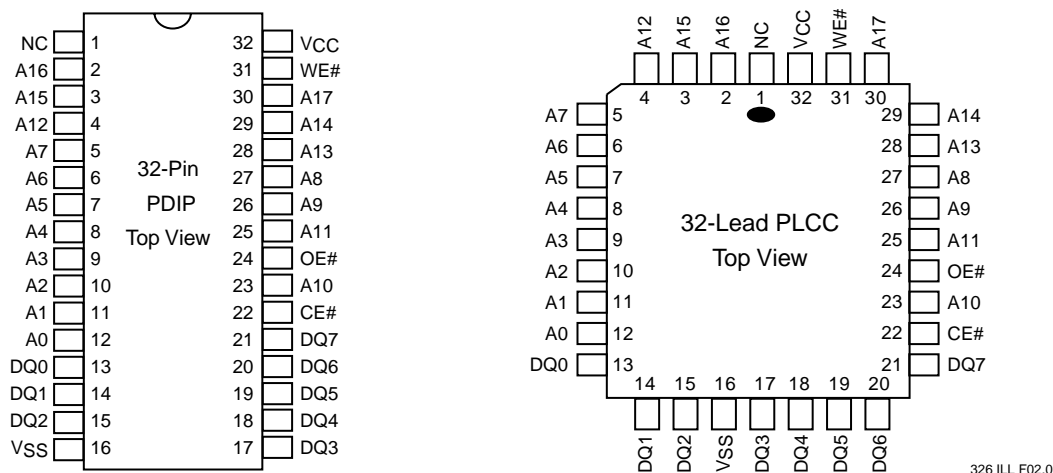 NC 1 32 VCC
A16 2 31 WE#
A15 3 30 A17
A12 4 29 A14
A7 5 28 A13
A6 6 27 A8
A5 7 26 A9
A4 8 25 A11
A3 9 24 OE#
A2 10 23 A10
A1 11 22 CE#
A0 12 21 DQ7
DQ0 13 20 DQ6
DQ1 14 19 DQ5
DQ2 15 18 DQ4
VSS 16 17 DQ3
32-Pin
PDIP
Top View
A12 A15 A16 NC VCC WE# A17
4 3 2 1 32 31 30
A7 5 29 A14
A6 6 28 A13
A5 7 27 A8
A4 8 26 A9
A3 9 25 A11
A2 10 24 OE#
A1 11 23 A10
A0 12 22 CE#
DQ0 13 21 DQ7
32-Lead PLCC
Top View
14 15 16 17 18 19 20
DQ1 DQ2 VSS DQ3 DQ4 DQ5 DQ6
326 ILL F02.0